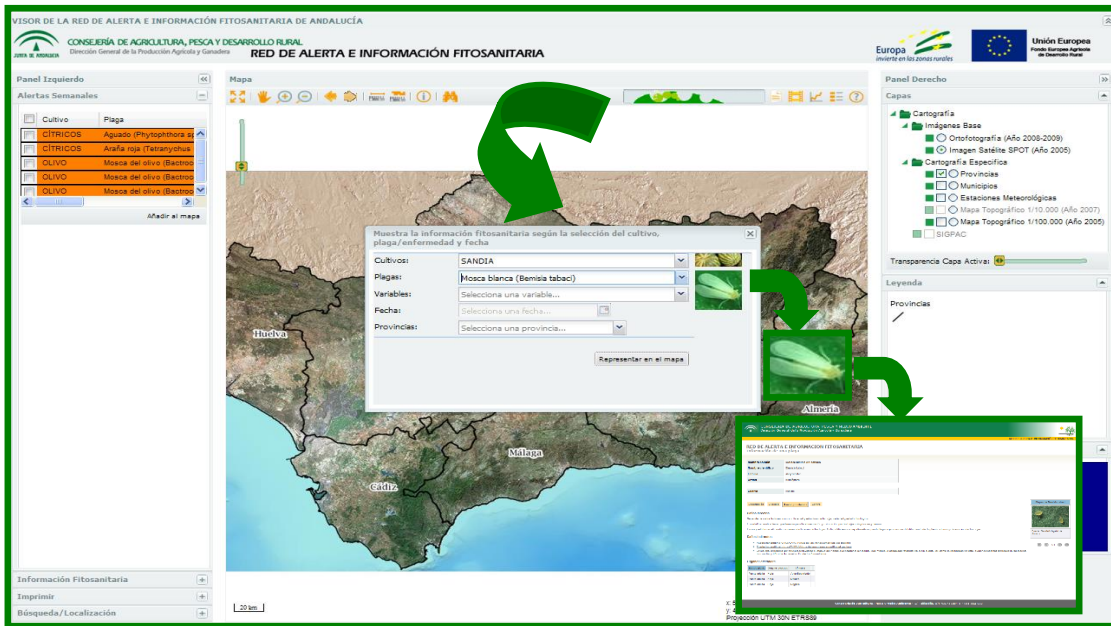 VISOR DE LA RED DE ALERTA E INFORMACIÓN FITOSANITARIA DE ANDALUCÍA
JUNTA DE ANDALUCIA
CONSEJERÍA DE AGRICULTURA, PESCA Y DESARROLLO RURAL
Dirección General de la Producción Agrícola y Ganadera
RED DE ALERTA E INFORMACIÓN FITOSANITARIA
Europa
invierte en las zonas rurales
Unión Europea
Fondo Europeo Agrícola
de Desarrollo Rural
Panel Izquierdo
Alertas Semanales
Cultivo Plaga
CÍTRICOS Aguado (Phytophthora sp
CÍTRICOS Araña roja (Tetranychus
OLIVO Mosca del olivo (Bactroc
OLIVO Mosca del olivo (Bactroc
OLIVO Mosca del olivo (Bactroc
Añadir al mapa
Información Fitosanitaria
Imprimir
Búsqueda/Localización
Mapa
Huelva
Málaga
Cádiz
Almería
20 km
Proyección UTM 30N ETRS89
Muestra la información fitosanitaria según la selección del cultivo,
plaga/enfermedad y fecha
Cultivos: SANDIA
Plagas: Mosca blanca (Bemisia tabaci)
Variables: Selecciona una variable...
Fecha: Selecciona una fecha...
Provincias: Selecciona una provincia...
Representar en el mapa
Panel Derecho
Capas
Cartografía
Imágenes Base
Ortofotografía (Año 2008-2009)
Imagen Satélite SPOT (Año 2005)
Cartografía Especifica
Provincias
Municipios
Estaciones Meteorológicas
Mapa Topográfico 1/10.000 (Año 2007)
Mapa Topográfico 1/100.000 (Año 2005)
SIGPAC
Transparencia Capa Activa:
Leyenda
Provincias
RED DE ALERTA E INFORMACIÓN FITOSANITARIA